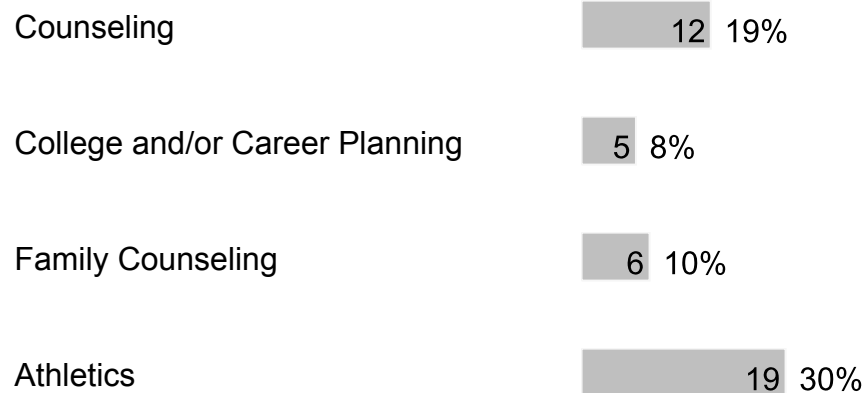 Counseling 12 19%
College and/or Career Planning 5 8%
Family Counseling 6 10%
Athletics 19 30%